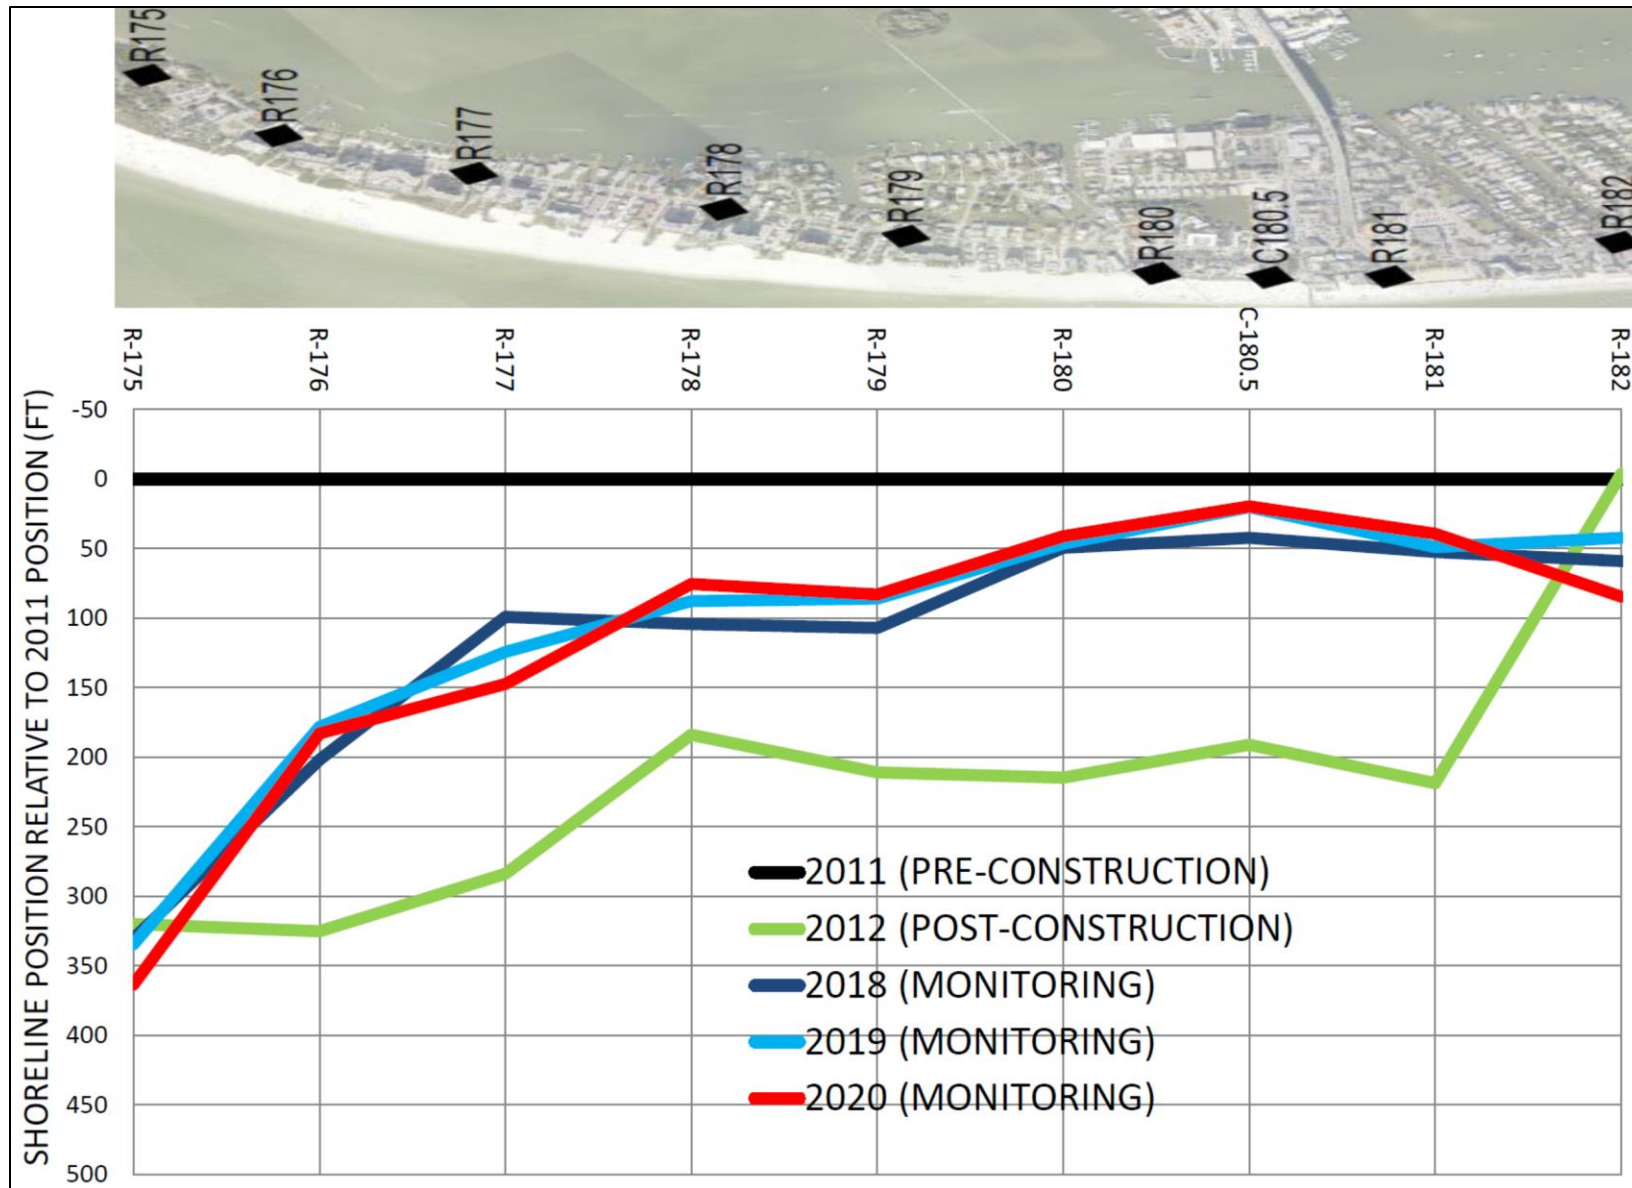 R175
R176
R177
R178
R179
R180
C180.5
R181
R182
R-175
R-176
R-177
R-178
R-179
R-180
C-180.5
R-181
R-182
SHORELINE POSITION RELATIVE TO 2011 POSITION (FT)
-50
0
50
100
150
200
250
300
350
400
450
500
2011 (PRE-CONSTRUCTION)
2012 (POST-CONSTRUCTION)
2018 (MONITORING)
2019 (MONITORING)
2020 (MONITORING)